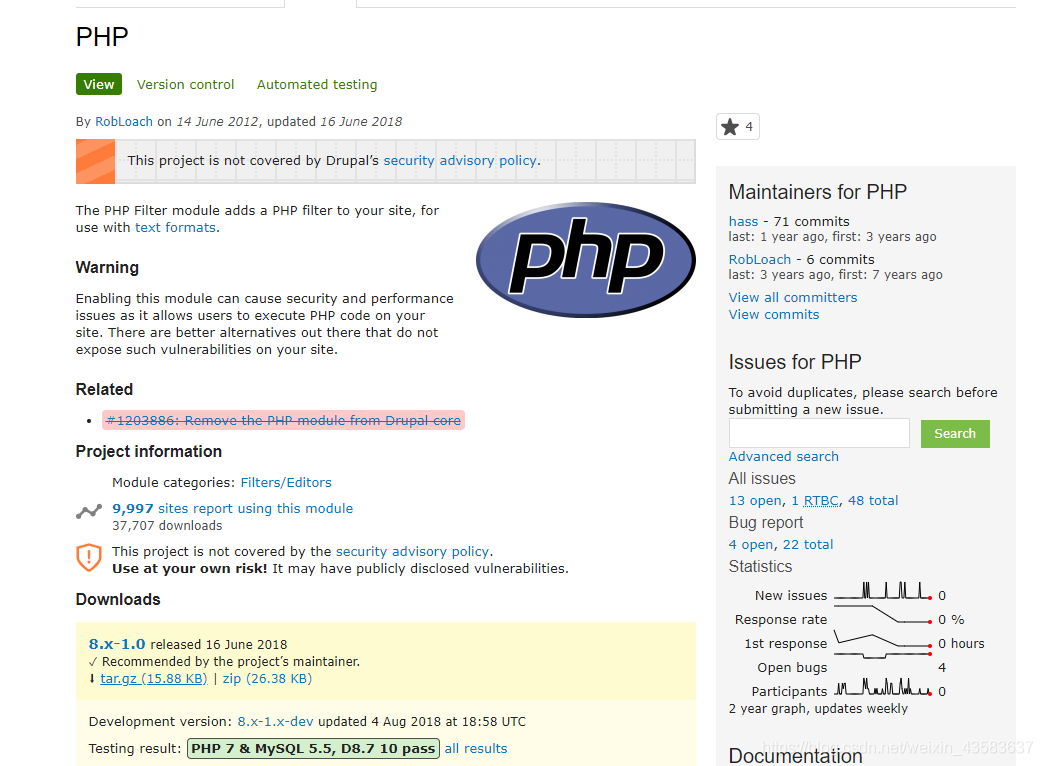 PHP
View Version control Automated testing
By RobLoach on 14 June 2012, updated 16 June 2018
This project is not covered by Drupal’s security advisory policy.
The PHP Filter module adds a PHP filter to your site, for
use with text formats.
php
Warning
Enabling this module can cause security and performance
issues as it allows users to execute PHP code on your
site. There are better alternatives out there that do not
expose such vulnerabilities on your site.
Related
• #1203886: Remove the PHP module from Drupal core
Project information
Module categories: Filters/Editors
9,997 sites report using this module
37,707 downloads
This project is not covered by the security advisory policy.
Use at your own risk! It may have publicly disclosed vulnerabilities.
Downloads
8.x-1.0 released 16 June 2018
✓ Recommended by the project’s maintainer.
⬇ tar.gz (15.88 KB) | zip (26.38 KB)
Development version: 8.x-1.x-dev updated 4 Aug 2018 at 18:58 UTC
Testing result: PHP 7 & MySQL 5.5, D8.7 10 pass all results
★ 4
Maintainers for PHP
hass - 71 commits
last: 1 year ago, first: 3 years ago
RobLoach - 6 commits
last: 3 years ago, first: 7 years ago
View all committers
View commits
Issues for PHP
To avoid duplicates, please search before
submitting a new issue.
Search
Advanced search
All issues
13 open, 1 RTBC, 48 total
Bug report
4 open, 22 total
Statistics
New issues 0
Response rate 0 %
1st response 0 hours
Open bugs 4
Participants 0
2 year graph, updates weekly
Documentation
https://blog.csdn.net/weixin_43583637